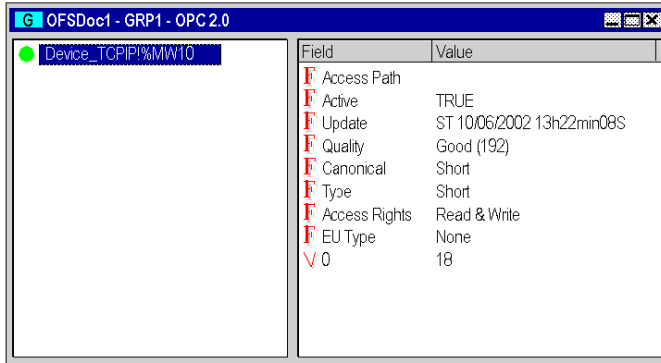 G OFSDoc1 - GRP1 - OPC 2.0
Device_TCPIP!%MW10
Field Value
Access Path
Active TRUE
Update ST 10/06/2002 13h22min08S
Quality Good (192)
Canonical Short
Type Short
Access Rights Read & Write
EU Type None
0 18